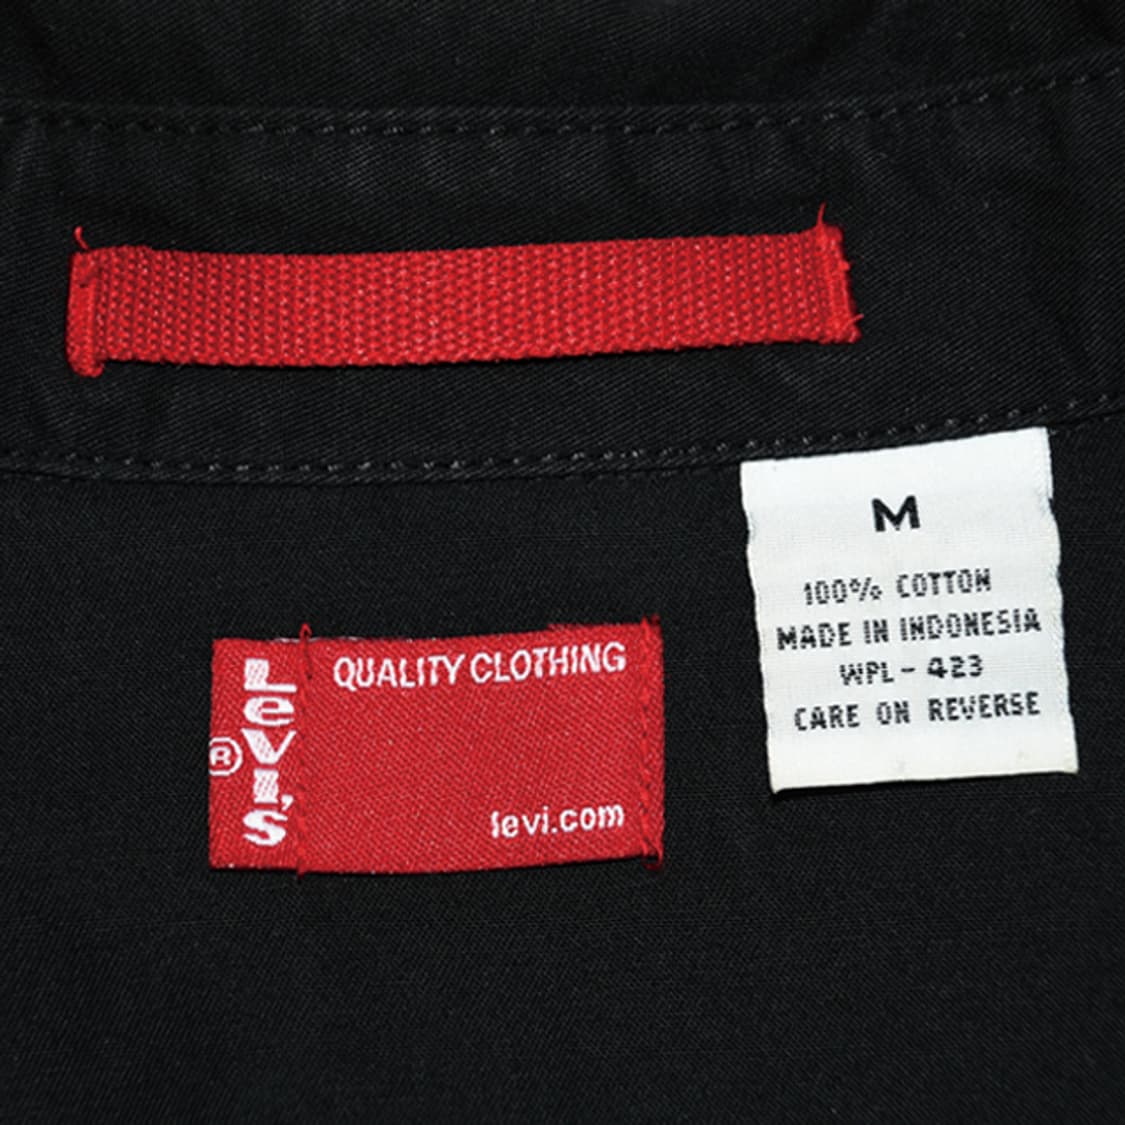 M
100% COTTON
MADE IN INDONESIA
WPL - 423
CARE ON REVERSE
Levi's
®
QUALITY CLOTHING
levi.com